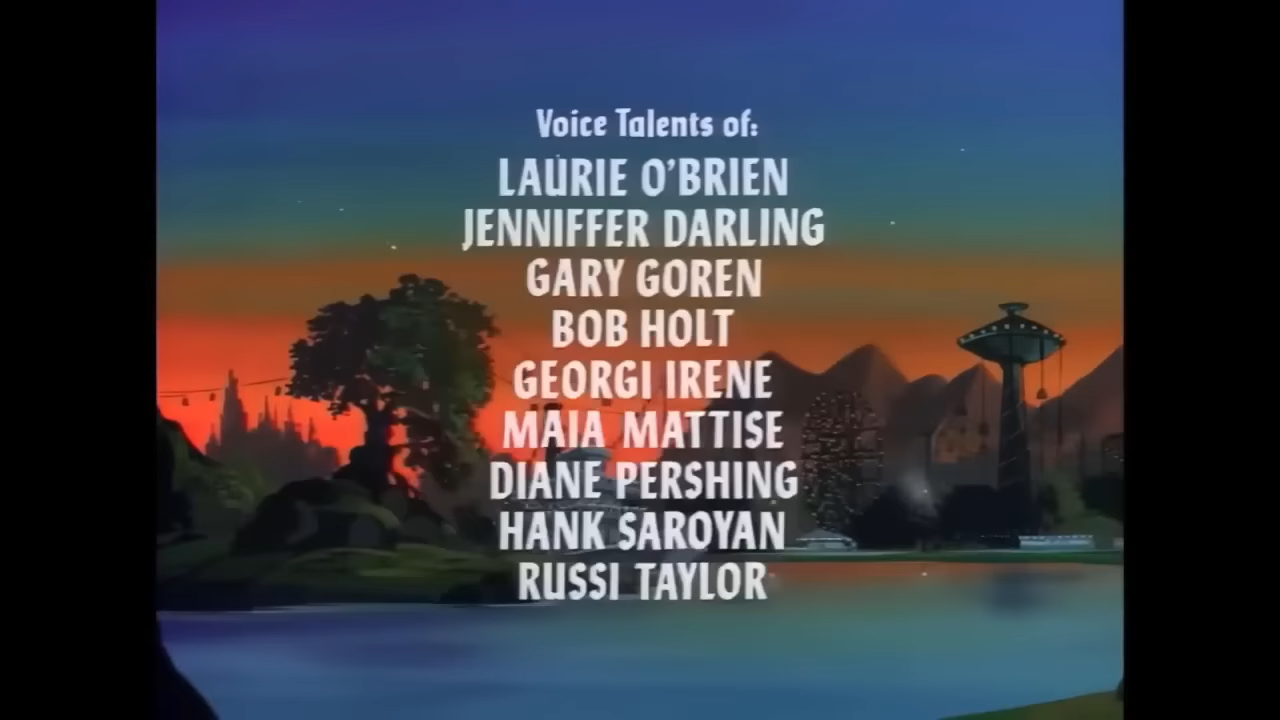 Voice Talents of:
LAURIE O'BRIEN
JENNIFFER DARLING
GARY GOREN
BOB HOLT
GEORGI IRENE
MAIA MATTISE
DIANE PERSHING
HANK SAROYAN
RUSSI TAYLOR